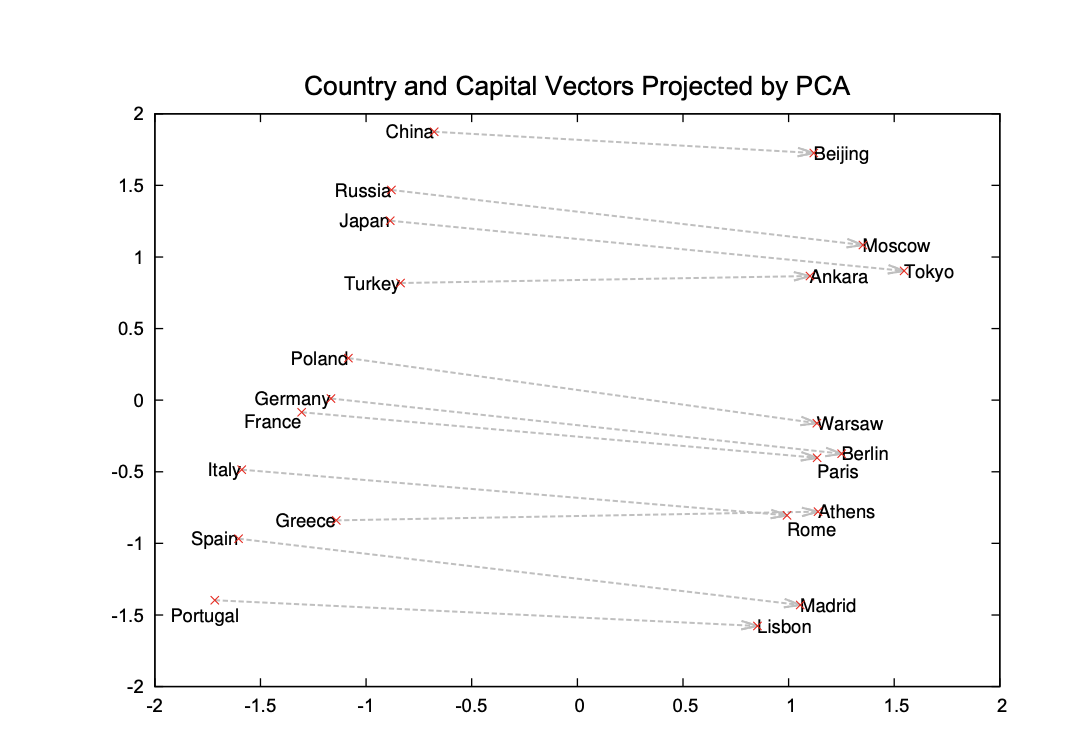 Country and Capital Vectors Projected by PCA
2
China
Beijing
1.5
Russia
Japan
Moscow
1
Tokyo
Ankara
Turkey
0.5
Poland
0
Germany
France
Warsaw
Berlin
-0.5
Italy
Paris
Athens
Greece
Rome
-1
Spain
Madrid
-1.5
Portugal
Lisbon
-2
-2 -1.5 -1 -0.5 0 0.5 1 1.5 2